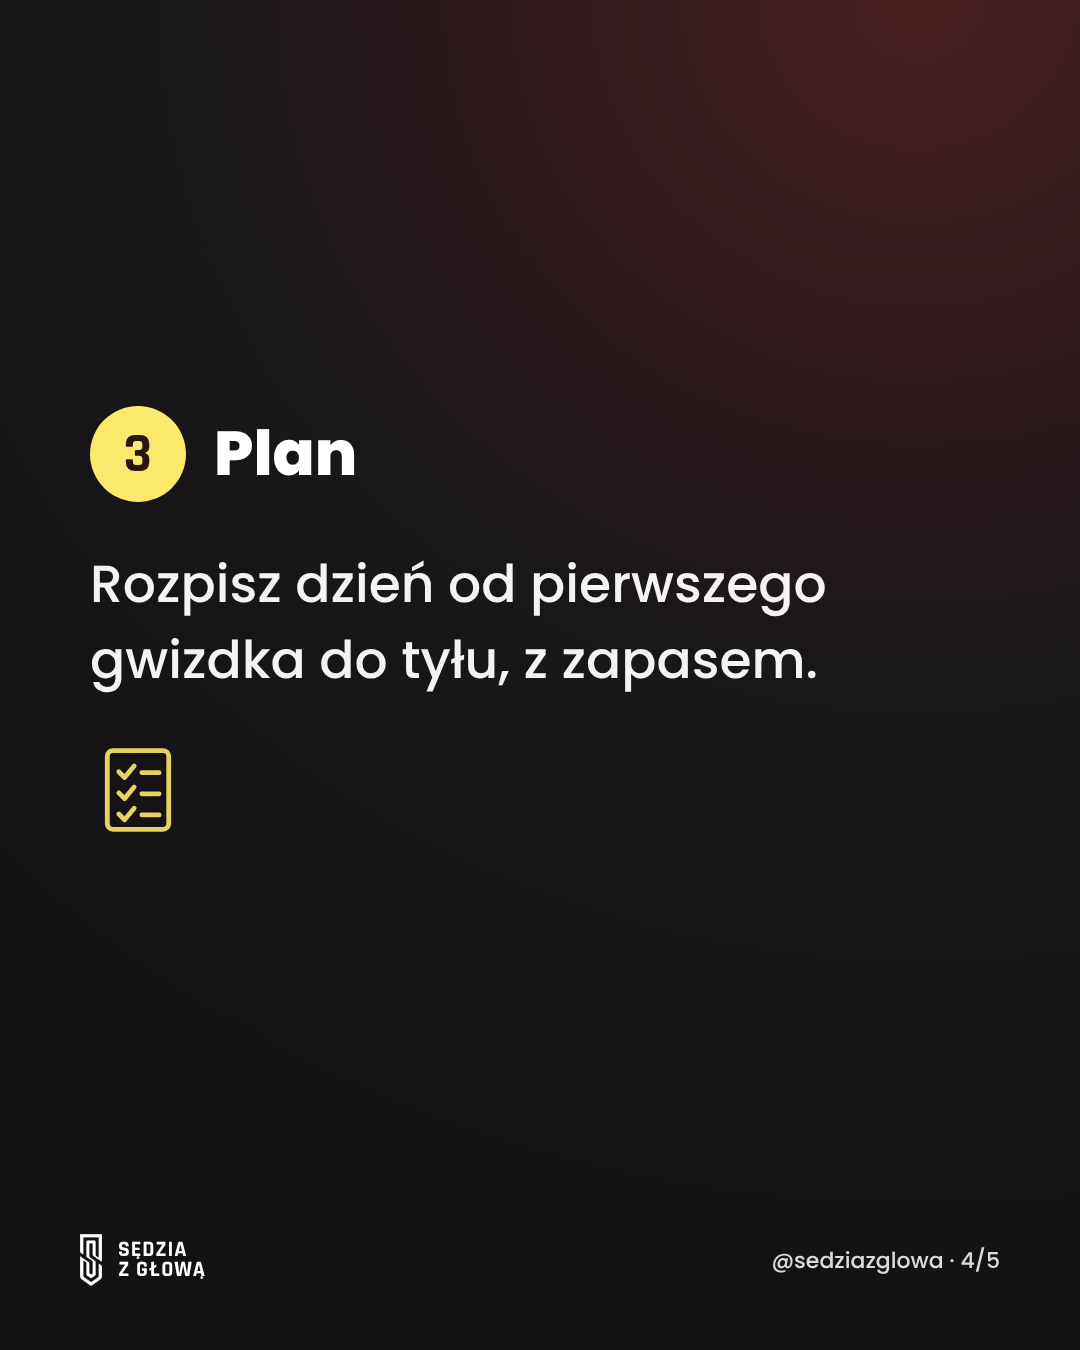 3 Plan
Rozpisz dzień od pierwszego
gwizdka do tyłu, z zapasem.
SĘDZIA
Z GŁOWĄ
@sedziazglowa · 4/5